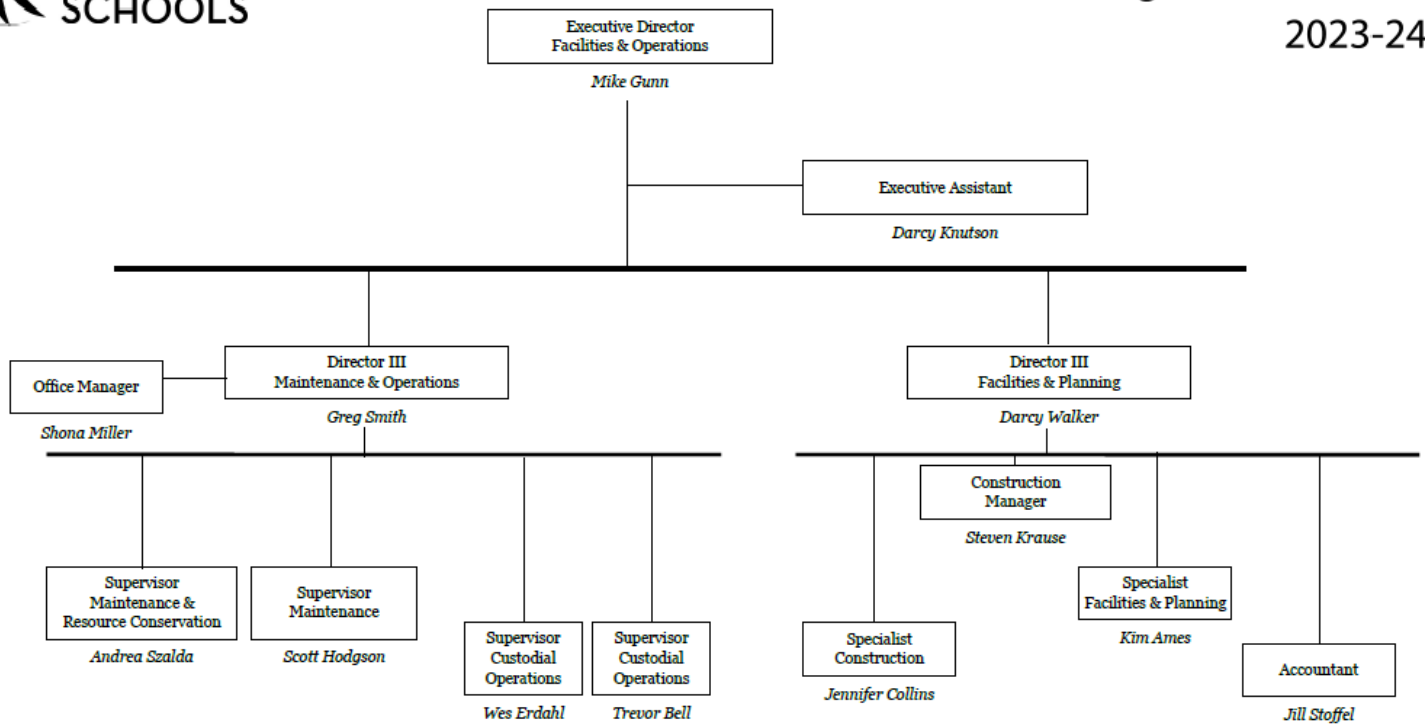 SCHOOLS
2023-24
Executive Director
Facilities & Operations
Mike Gunn
Executive Assistant
Darcy Knutson
Office Manager
Shona Miller
Director III
Maintenance & Operations
Greg Smith
Director III
Facilities & Planning
Darcy Walker
Supervisor
Maintenance &
Resource Conservation
Andrea Szalda
Supervisor
Maintenance
Scott Hodgson
Supervisor
Custodial
Operations
Wes Erdahl
Supervisor
Custodial
Operations
Trevor Bell
Specialist
Construction
Jennifer Collins
Construction
Manager
Steven Krause
Specialist
Facilities & Planning
Kim Ames
Accountant
Jill Stoffel